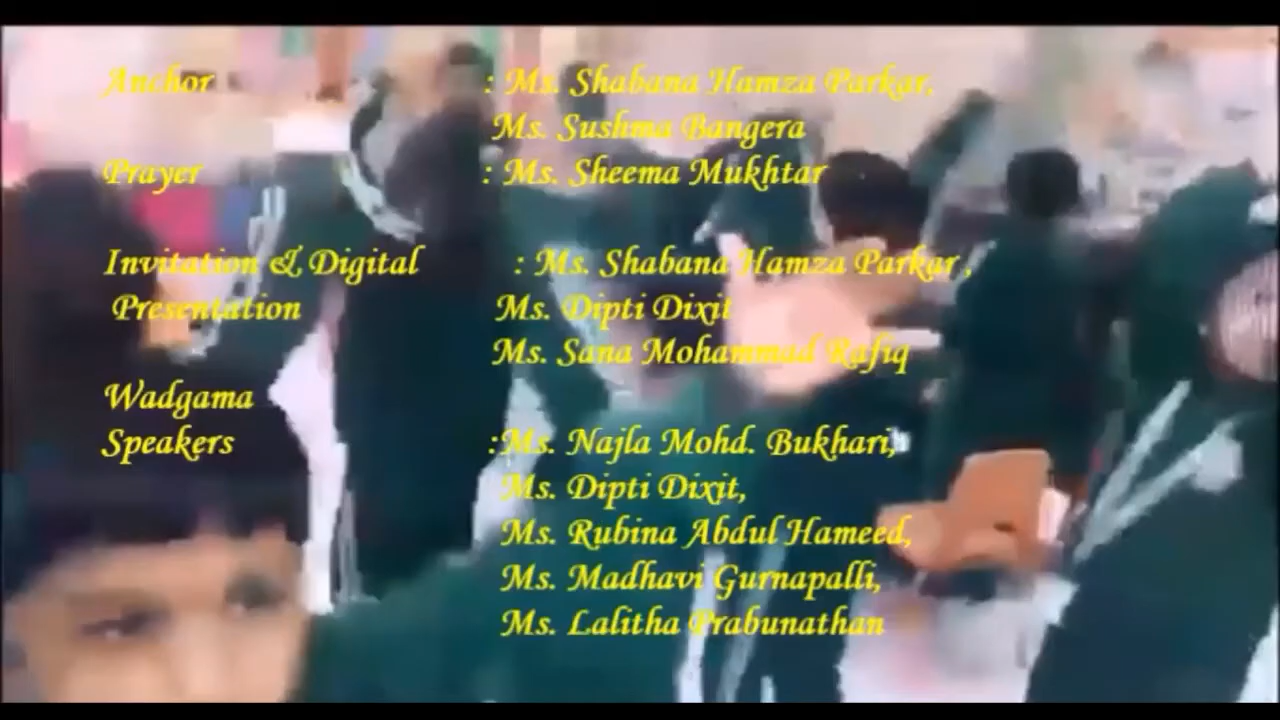 Anchor : Ms. Shabana Hamza Parkar,
Ms. Sushma Bangera
Prayer : Ms. Sheema Mukhtar
Invitation & Digital : Ms. Shabana Hamza Parkar ,
Presentation Ms. Dipti Dixit
Ms. Sana Mohammad Rafiq
Wadgama
Speakers :Ms. Najla Mohd. Bukhari,
Ms. Dipti Dixit,
Ms. Rubina Abdul Hameed,
Ms. Madhavi Gurnapalli,
Ms. Lalitha Prabunathan